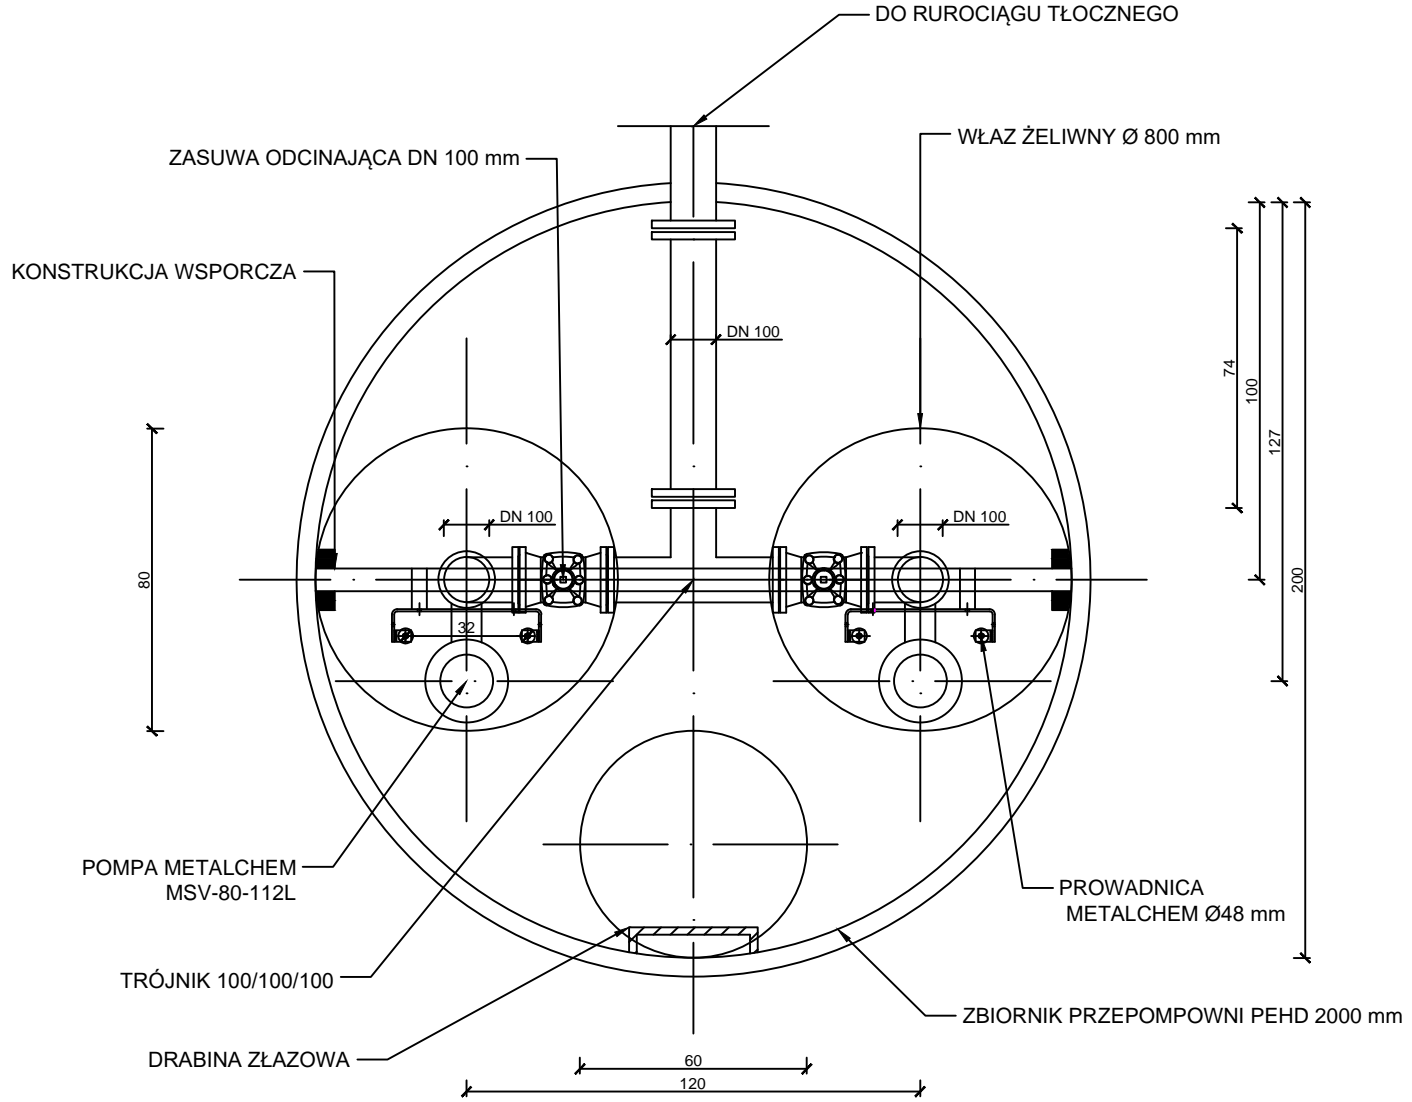 DO RUROCIĄGU TŁOCZNEGO
WŁAZ ŻELIWNY Ø 800 mm
ZASUWA ODCINAJĄCA DN 100 mm
KONSTRUKCJA WSPORCZA
DN 100
74
100
127
200
DN 100
DN 100
80
32
POMPA METALCHEM
MSV-80-112L
PROWADNICA
METALCHEM Ø48 mm
TRÓJNIK 100/100/100
ZBIORNIK PRZEPOMPOWNI PEHD 2000 mm
DRABINA ZŁAZOWA
60
120